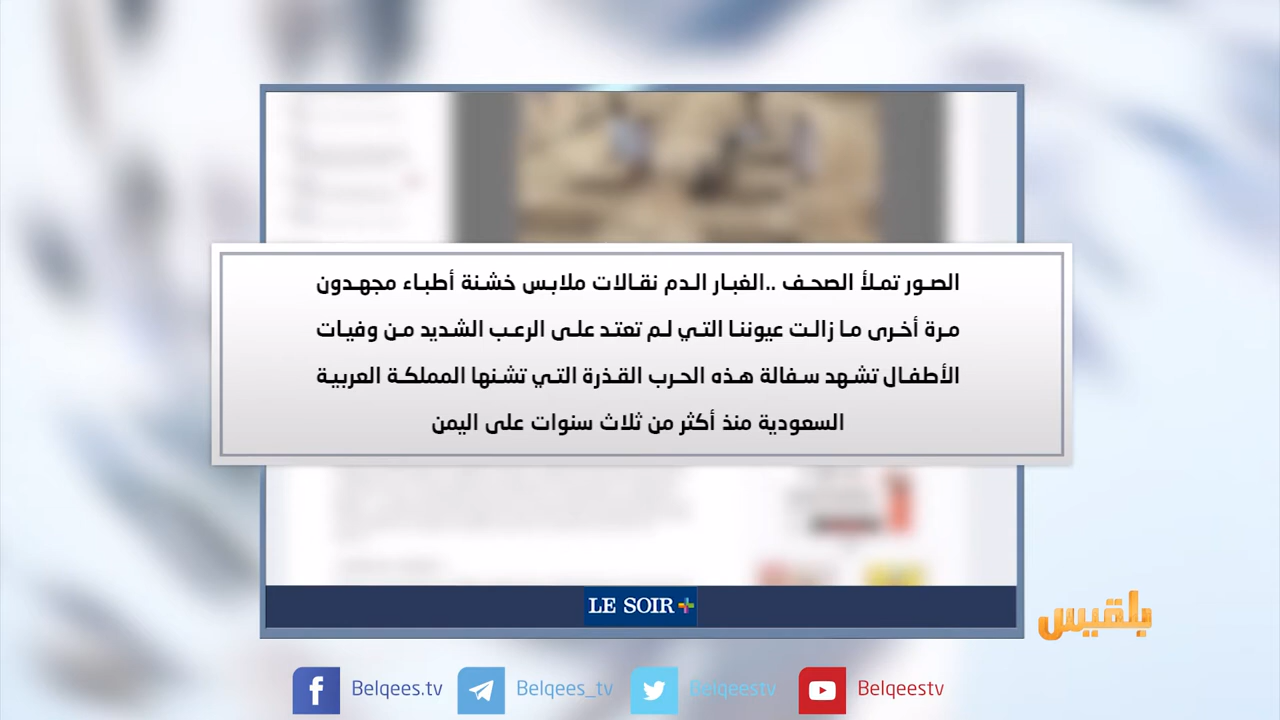 الصور تملأ الصحف ..الغبار الدم نقالات ملابس خشنة أطباء مجهدون
مرة أخرى ما زالت عيوننا التي لم تعتد على الرعب الشديد من وفيات
الأطفال تشهد سفالة هذه الحرب القذرة التي تشنها المملكة العربية
السعودية منذ أكثر من ثلاث سنوات على اليمن
LE SOIR+
بلقيس
Belqees.tv Belqees_tv Belqeestv Belqeestv